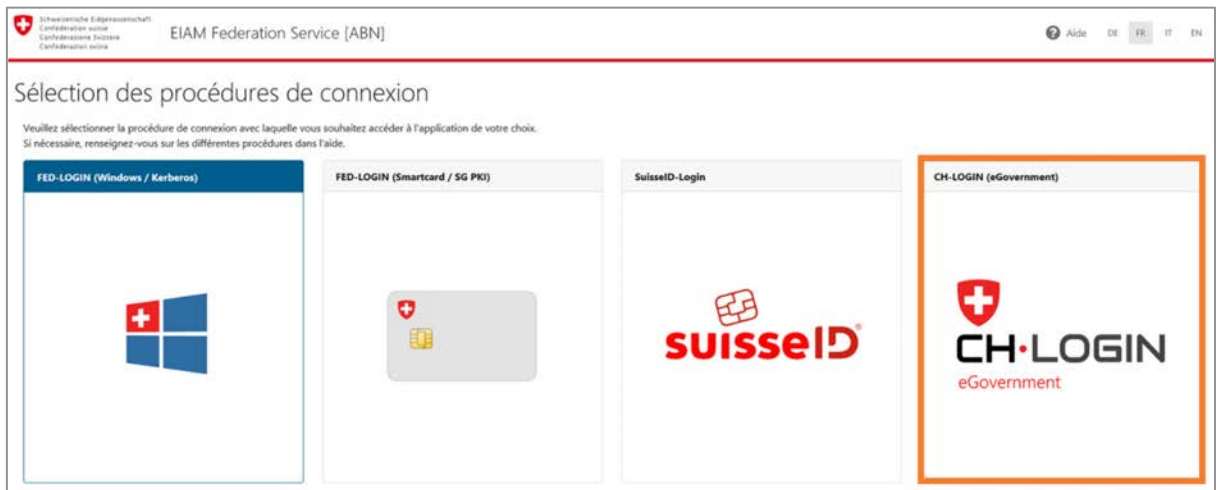 Schweizerische Eidgenossenschaft
Confédération suisse
Confederazione Svizzera
Confederaziun svizra
EIAM Federation Service [ABN]
Aide DE FR IT EN
Sélection des procédures de connexion
Veuillez sélectionner la procédure de connexion avec laquelle vous souhaitez accéder à l'application de votre choix.
Si nécessaire, renseignez-vous sur les différentes procédures dans l'aide.
FED-LOGIN (Windows / Kerberos)
FED-LOGIN (Smartcard / SG PKI)
SuisseID-Login
CH-LOGIN (eGovernment)
suisseID
CH·LOGIN
eGovernment